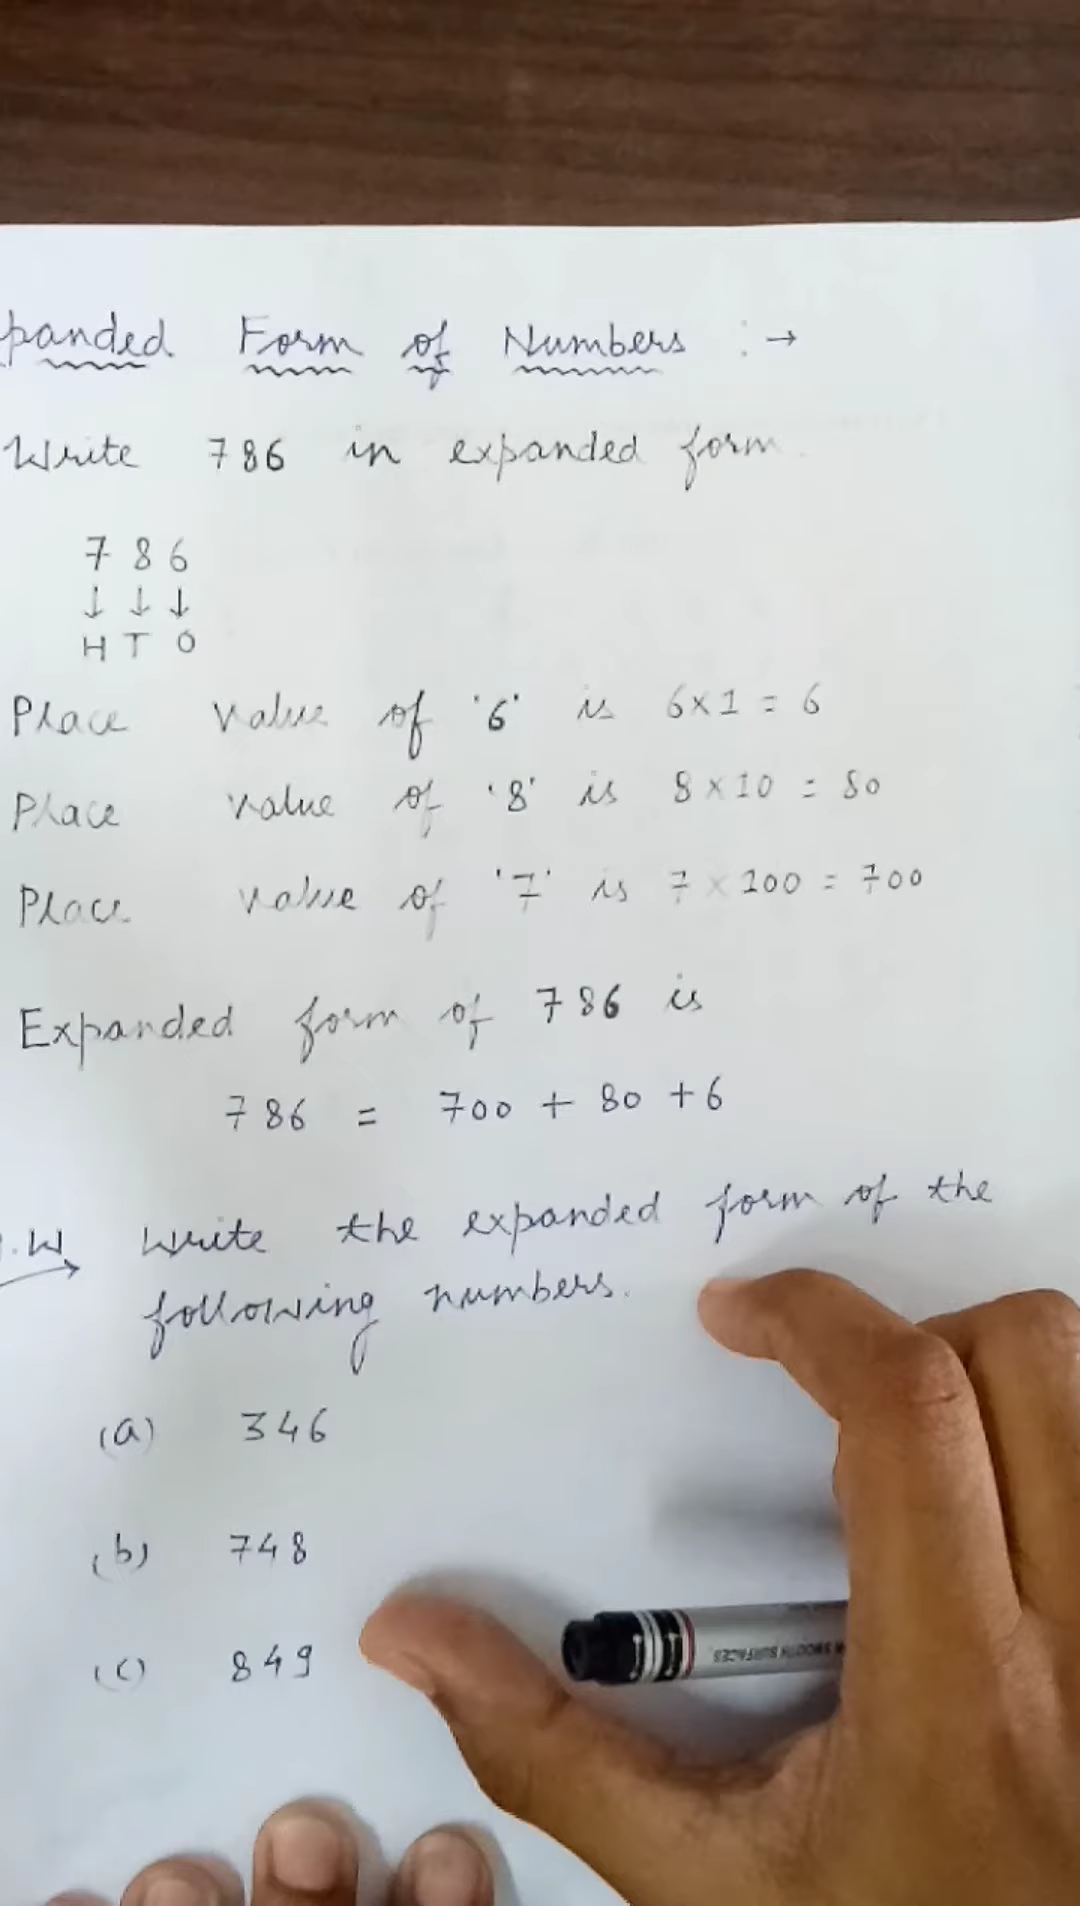 panded Form of Numbers :→
Write 786 in expanded form.
7 8 6
↓ ↓ ↓
H T O
Place value of '6' is 6×1 = 6
Place value of '8' is 8×10 = 80
Place value of '7' is 7×100 = 700
Expanded form of 786 is
786 = 700 + 80 + 6
.W Write the expanded form of the
following numbers.
(a) 346
(b) 748
(c) 849
SMOOTH SURFACES